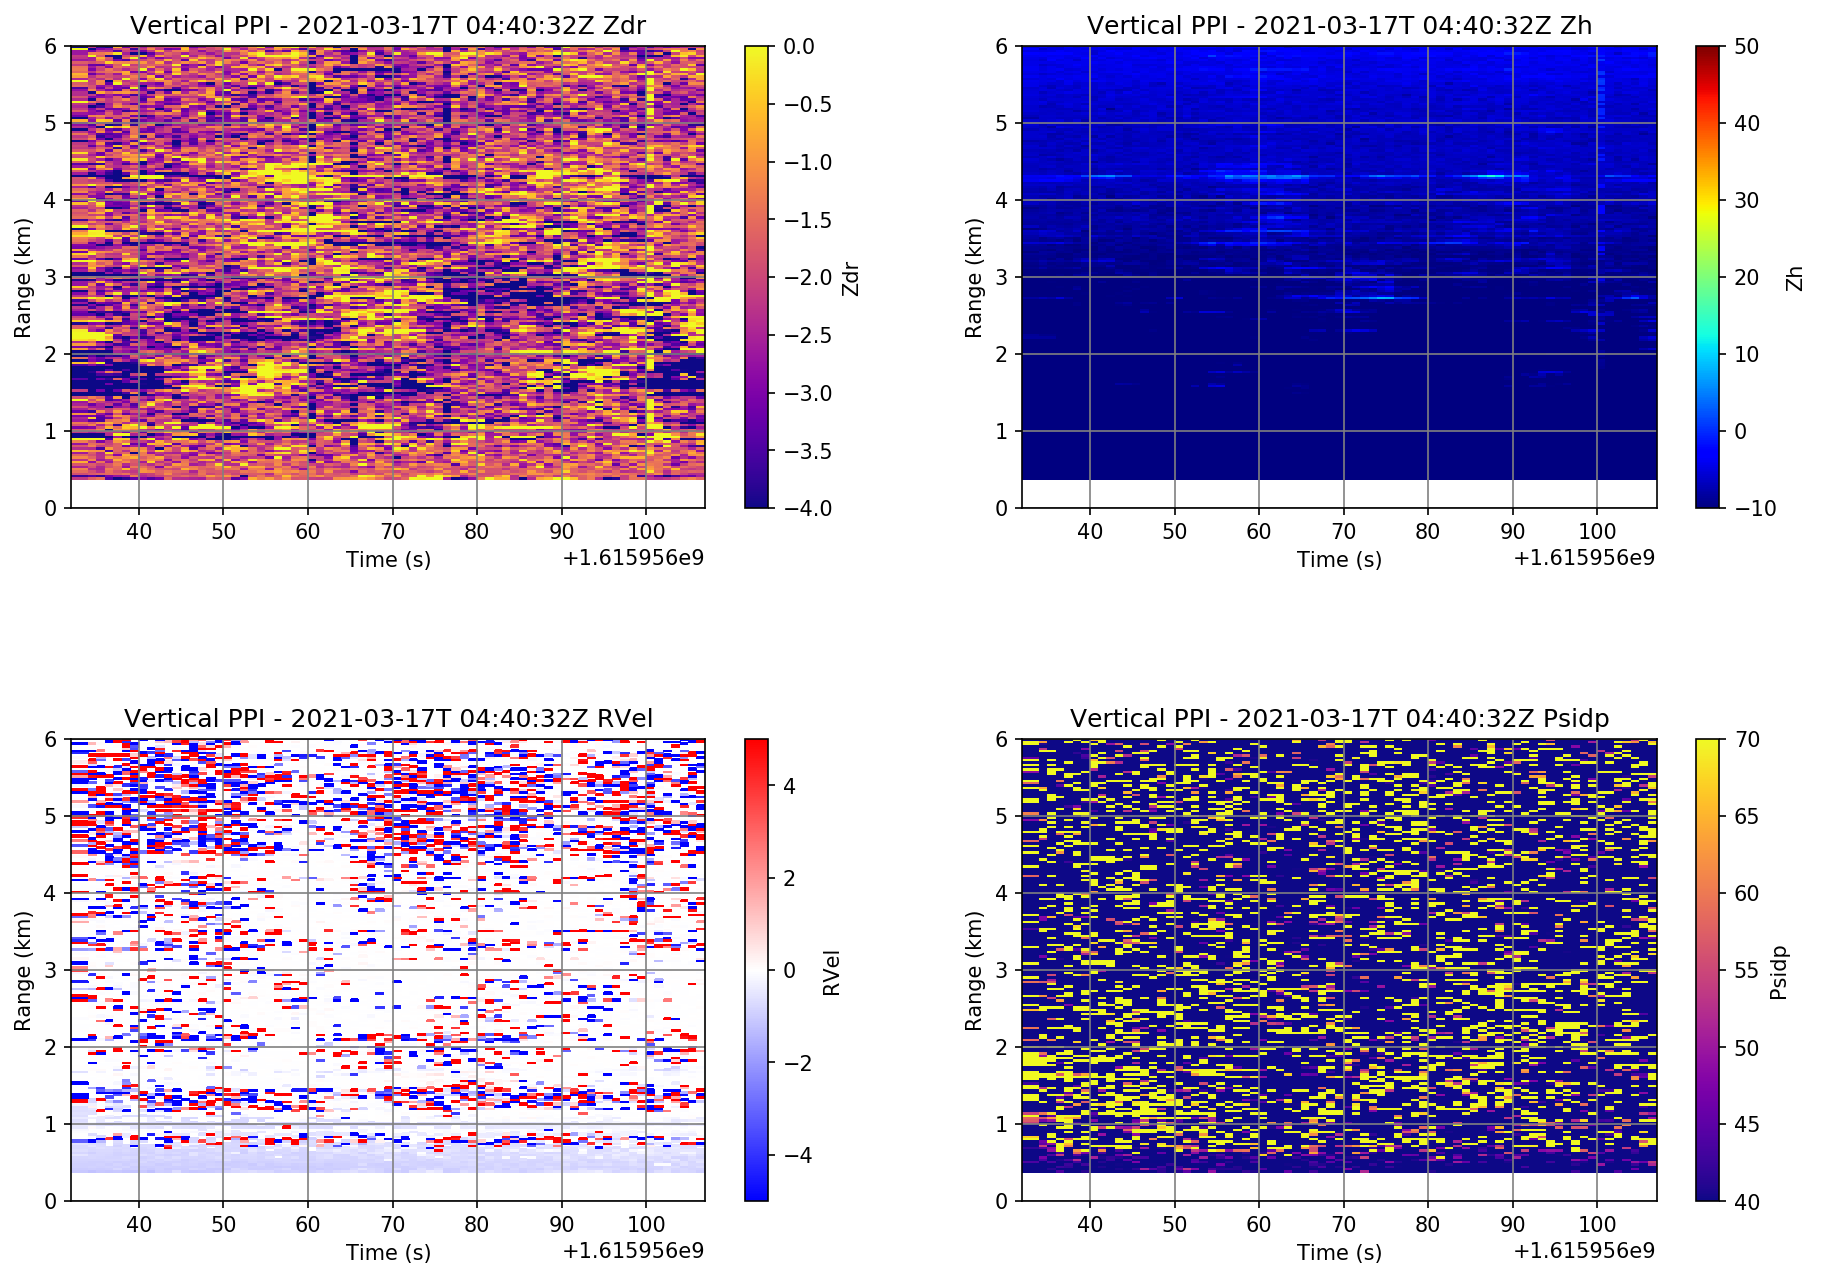 Vertical PPI - 2021-03-17T 04:40:32Z Zdr
6
5
4
3
2
1
0
Range (km)
40 50 60 70 80 90 100
Time (s)
+1.615956e9
0.0
−0.5
−1.0
−1.5
−2.0
−2.5
−3.0
−3.5
−4.0
Zdr
Vertical PPI - 2021-03-17T 04:40:32Z Zh
6
5
4
3
2
1
0
Range (km)
40 50 60 70 80 90 100
Time (s)
+1.615956e9
50
40
30
20
10
0
−10
Zh
Vertical PPI - 2021-03-17T 04:40:32Z RVel
6
5
4
3
2
1
0
Range (km)
40 50 60 70 80 90 100
Time (s)
+1.615956e9
4
2
0
−2
−4
RVel
Vertical PPI - 2021-03-17T 04:40:32Z Psidp
6
5
4
3
2
1
0
Range (km)
40 50 60 70 80 90 100
Time (s)
+1.615956e9
70
65
60
55
50
45
40
Psidp